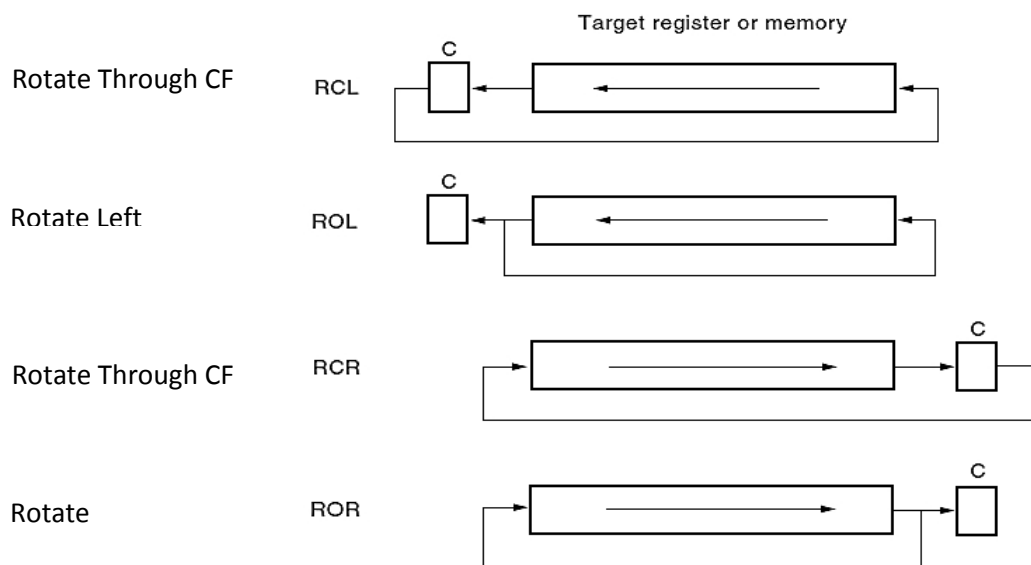 Target register or memory
C
Rotate Through CF RCL
C
Rotate Left ROL
C
Rotate Through CF RCR
C
Rotate ROR